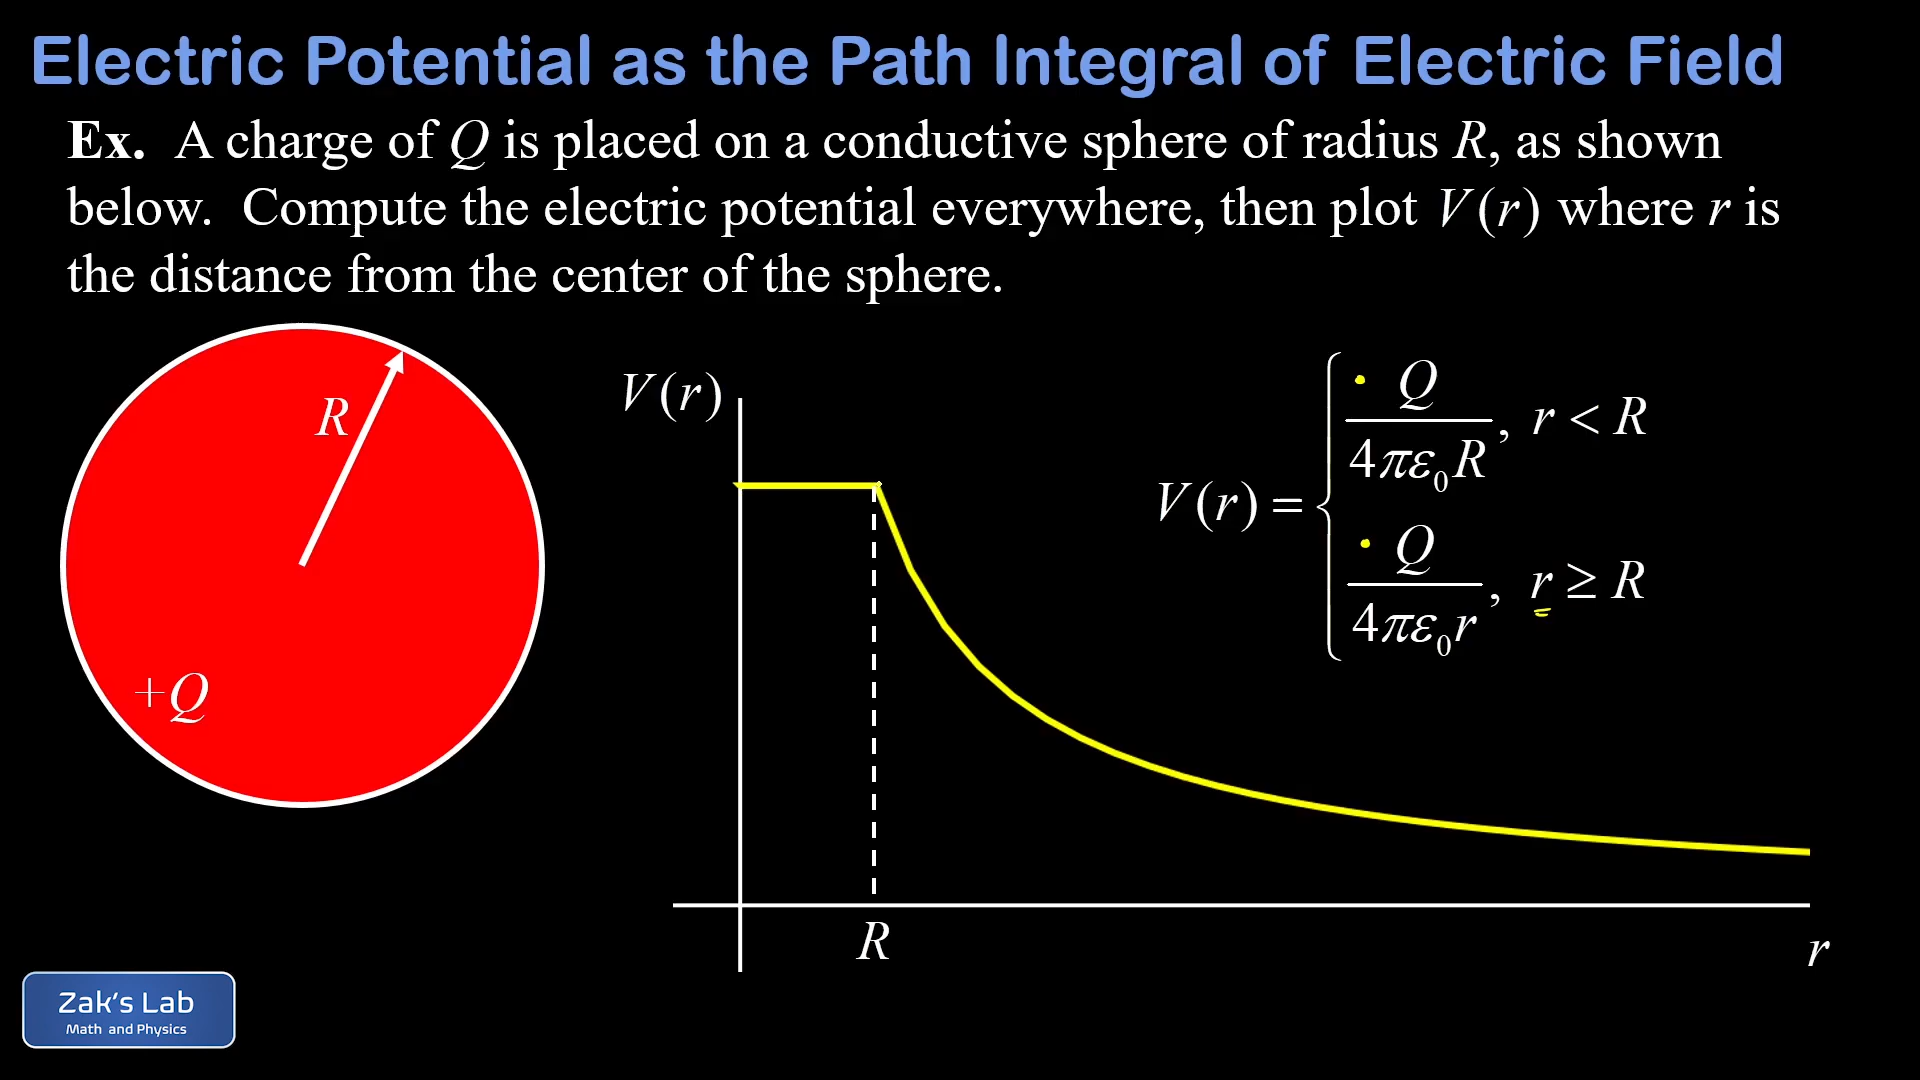 Electric Potential as the Path Integral of Electric Field
Ex. A charge of Q is placed on a conductive sphere of radius R, as shown
below. Compute the electric potential everywhere, then plot V(r) where r is
the distance from the center of the sphere.
R
+Q
V(r)
R
r
V(r) = { Q / 4πε₀R, r < R
Q / 4πε₀r, r ≥ R
Zak's Lab
Math and Physics